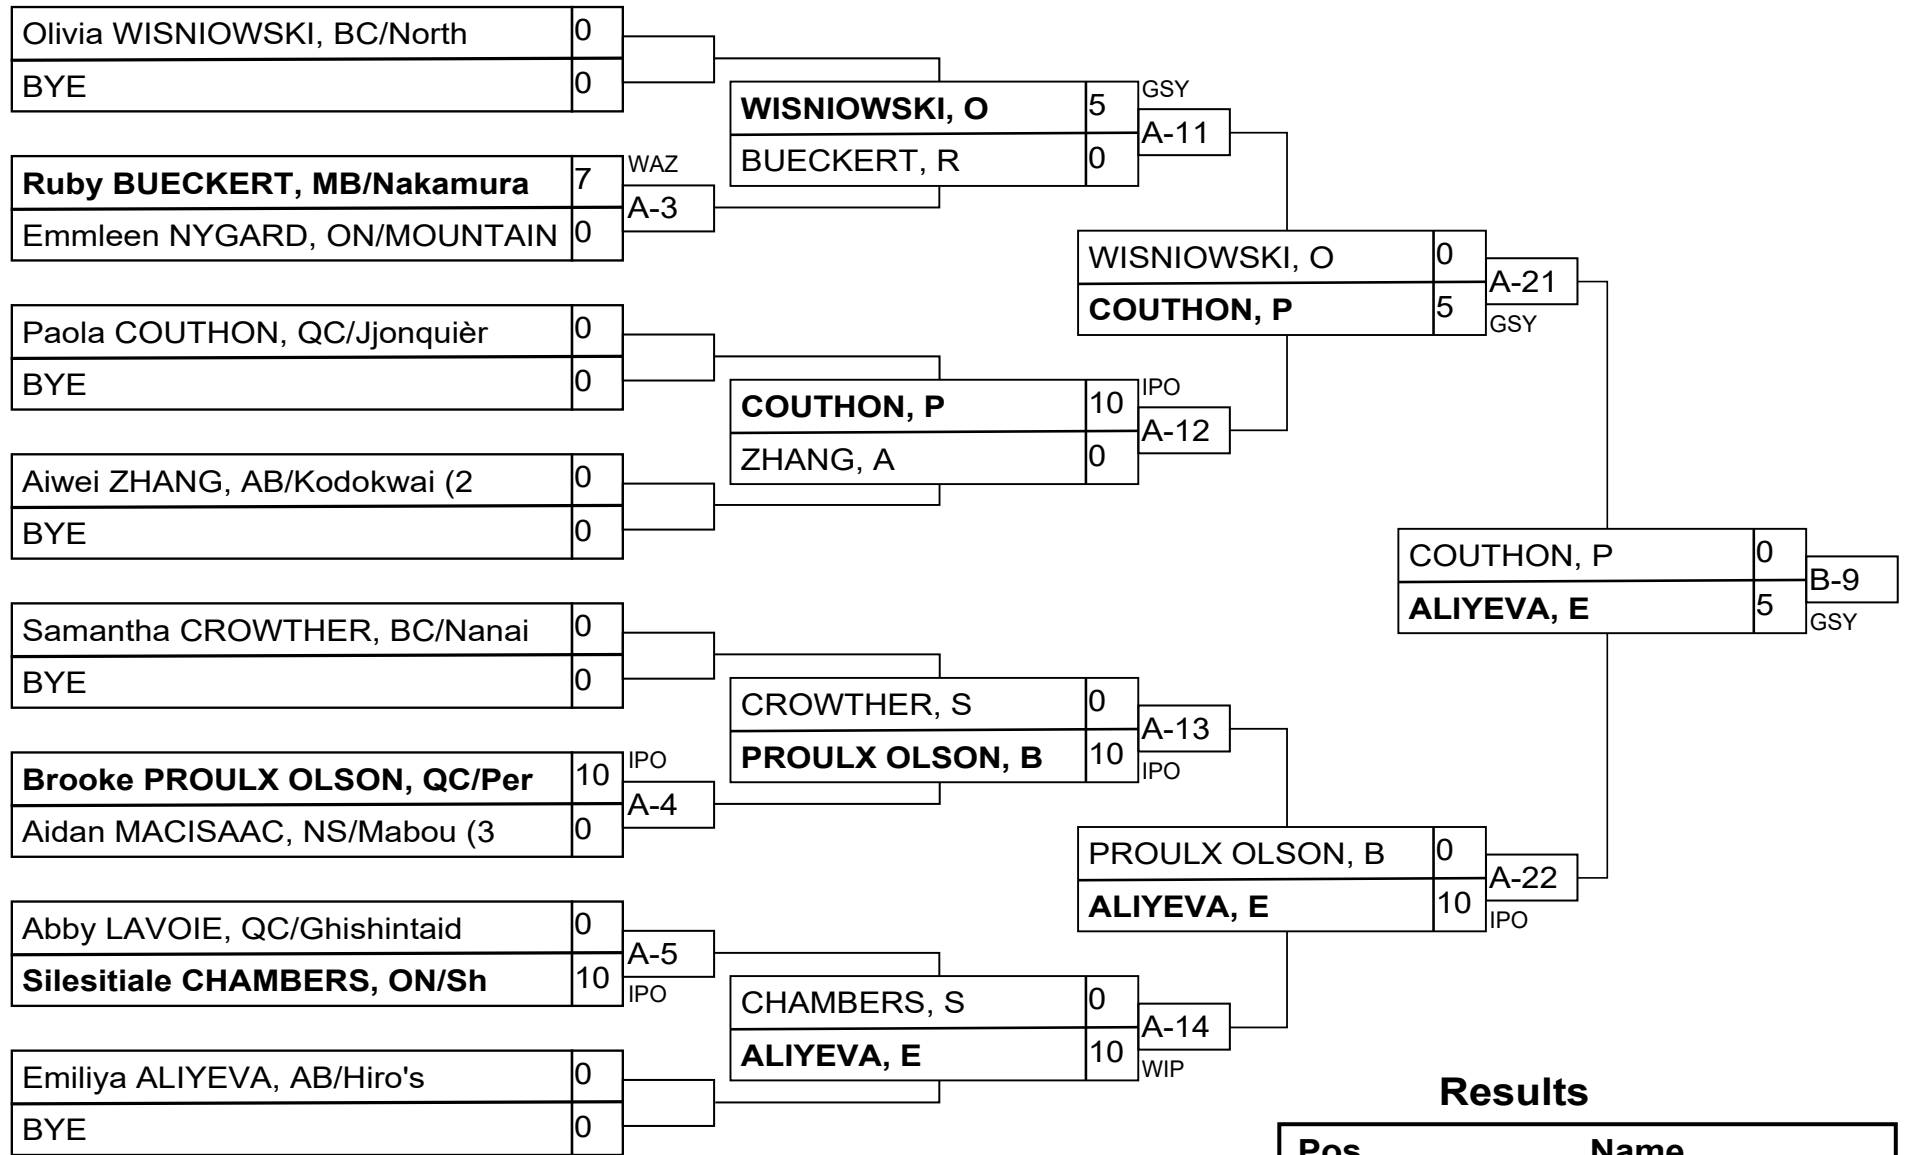 Olivia WISNIOWSKI, BC/North 0
BYE 0
Ruby BUECKERT, MB/Nakamura 7
WAZ
A-3
Emmleen NYGARD, ON/MOUNTAIN 0
Paola COUTHON, QC/Jjonquièr 0
BYE 0
Aiwei ZHANG, AB/Kodokwai (2 0
BYE 0
Samantha CROWTHER, BC/Nanai 0
BYE 0
Brooke PROULX OLSON, QC/Per 10
IPO
A-4
Aidan MACISAAC, NS/Mabou (3 0
Abby LAVOIE, QC/Ghishintaid 0
A-5
Silesitiale CHAMBERS, ON/Sh 10
IPO
Emiliya ALIYEVA, AB/Hiro's 0
BYE 0
WISNIOWSKI, O 5
GSY
A-11
BUECKERT, R 0
COUTHON, P 10
IPO
A-12
ZHANG, A 0
CROWTHER, S 0
A-13
PROULX OLSON, B 10
IPO
CHAMBERS, S 0
A-14
ALIYEVA, E 10
WIP
WISNIOWSKI, O 0
A-21
COUTHON, P 5
GSY
PROULX OLSON, B 0
A-22
ALIYEVA, E 10
IPO
COUTHON, P 0
B-9
ALIYEVA, E 5
GSY
Results
Pos Name